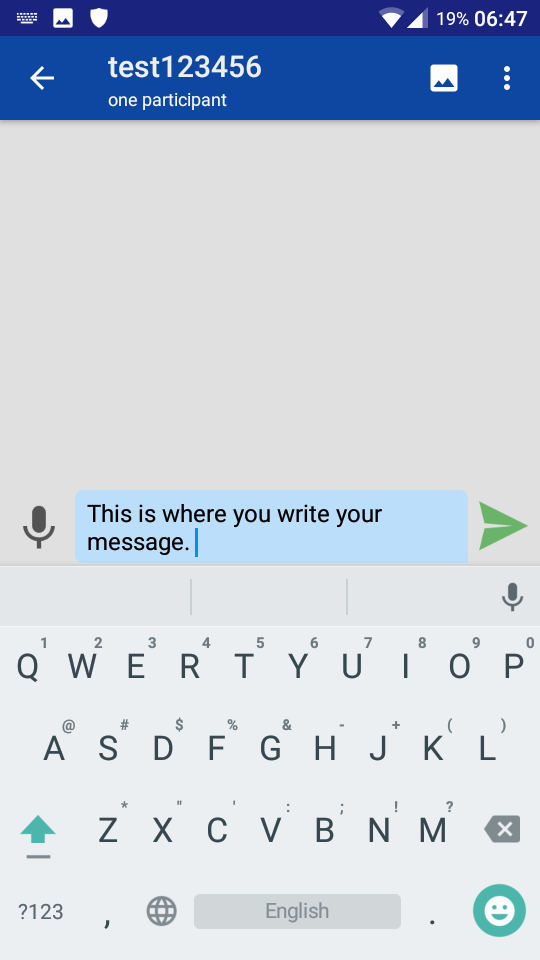 19% 06:47
test123456
one participant
This is where you write your
message.
1 2 3 4 5 6 7 8 9 0
Q W E R T Y U I O P
@ # $ % & - + ( )
A S D F G H J K L
* " ' : ; ! ?
Z X C V B N M
?123 , English .